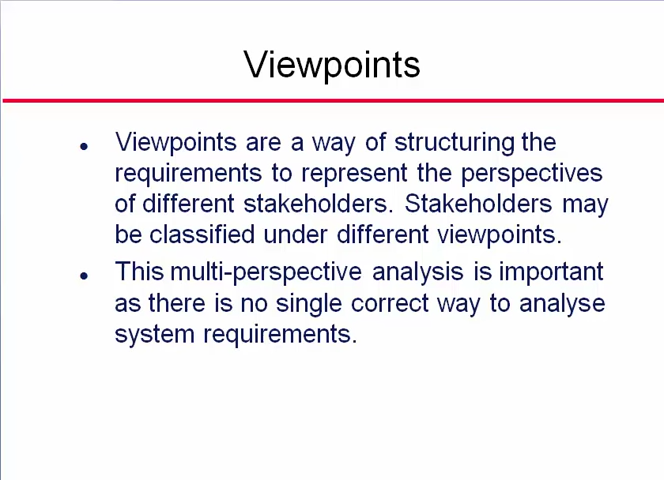 Viewpoints
• Viewpoints are a way of structuring the
requirements to represent the perspectives
of different stakeholders. Stakeholders may
be classified under different viewpoints.
• This multi-perspective analysis is important
as there is no single correct way to analyse
system requirements.